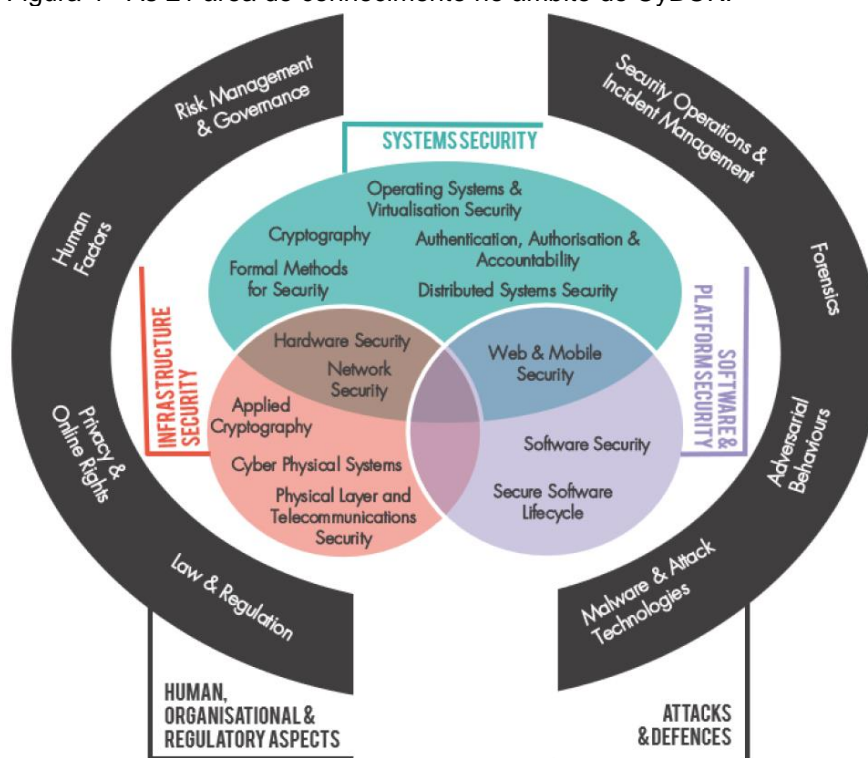 Risk Management
& Governance
Human
Factors
Privacy &
Online Rights
Law & Regulation
HUMAN,
ORGANISATIONAL &
REGULATORY ASPECTS
SYSTEMS SECURITY
Operating Systems &
Virtualisation Security
Cryptography
Authentication, Authorisation &
Accountability
Formal Methods
for Security
Distributed Systems Security
Hardware Security
Network
Security
Web & Mobile
Security
INFRASTRUCTURE
SECURITY
Applied
Cryptography
Cyber Physical Systems
Physical Layer and
Telecommunications
Security
SOFTWARE &
PLATFORM SECURITY
Software Security
Secure Software
Lifecycle
Security Operations &
Incident Management
Forensics
Adversarial
Behaviours
Malware & Attack
Technologies
ATTACKS
& DEFENCES